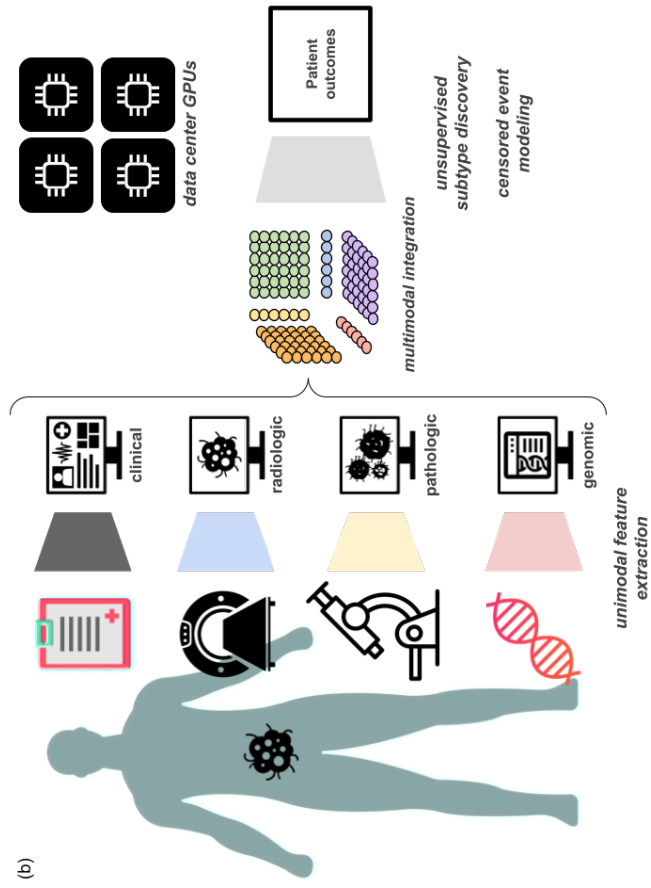 (b)
clinical
radiologic
pathologic
genomic
unimodal feature
extraction
multimodal integration
data center GPUs
Patient
outcomes
unsupervised
subtype discovery
censored event
modeling